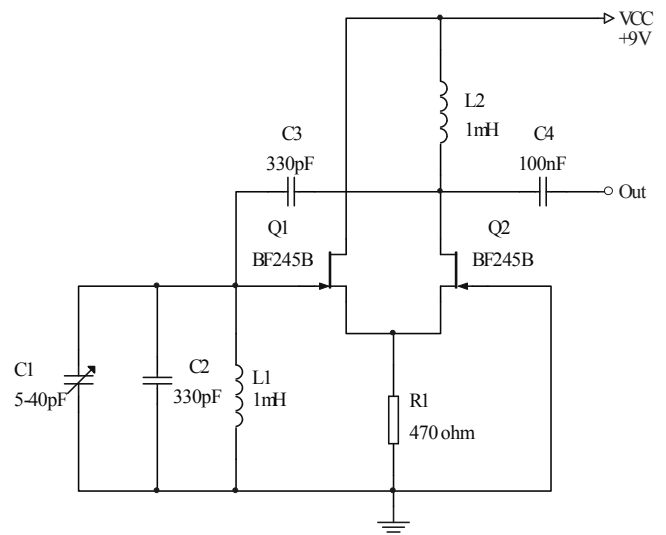 VCC
+9V
L2
1mH
C3
330pF
C4
100nF
Out
Q1
BF245B
Q2
BF245B
C1
5-40pF
C2
330pF
L1
1mH
R1
470 ohm